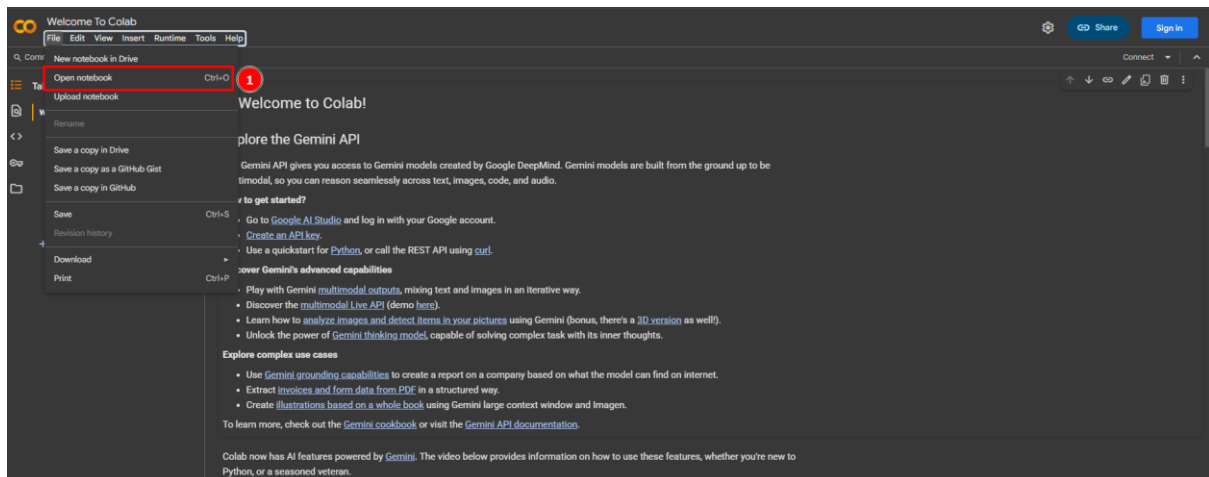 Welcome To Colab
File Edit View Insert Runtime Tools Help
Share
Sign in
Connect
New notebook in Drive
Open notebook Ctrl+O
1
Upload notebook
Rename
Save a copy in Drive
Save a copy as a GitHub Gist
Save a copy in GitHub
Save Ctrl+S
Revision history
Download
Print Ctrl+P
Welcome to Colab!
plore the Gemini API
Gemini API gives you access to Gemini models created by Google DeepMind. Gemini models are built from the ground up to be
timodal, so you can reason seamlessly across text, images, code, and audio.
to get started?
Go to Google AI Studio and log in with your Google account.
Create an API key.
Use a quickstart for Python, or call the REST API using curl.
cover Gemini's advanced capabilities
Play with Gemini multimodal outputs, mixing text and images in an iterative way.
• Discover the multimodal Live API (demo here).
• Learn how to analyze images and detect items in your pictures using Gemini (bonus, there's a 3D version as well!).
• Unlock the power of Gemini thinking model, capable of solving complex task with its inner thoughts.
Explore complex use cases
• Use Gemini grounding capabilities to create a report on a company based on what the model can find on internet.
• Extract invoices and form data from PDF in a structured way.
• Create illustrations based on a whole book using Gemini large context window and Imagen.
To learn more, check out the Gemini cookbook or visit the Gemini API documentation.
Colab now has AI features powered by Gemini. The video below provides information on how to use these features, whether you're new to
Python, or a seasoned veteran.